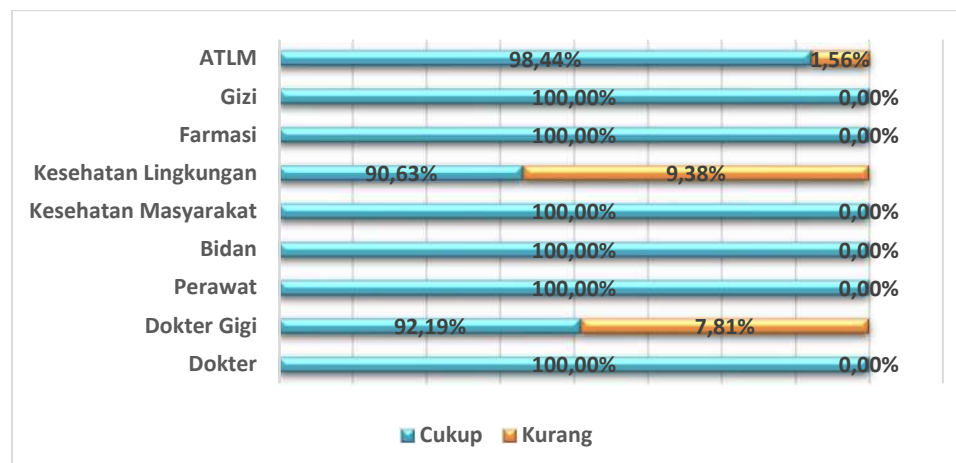 ATLM 98,44% 1,56%
Gizi 100,00% 0,00%
Farmasi 100,00% 0,00%
Kesehatan Lingkungan 90,63% 9,38%
Kesehatan Masyarakat 100,00% 0,00%
Bidan 100,00% 0,00%
Perawat 100,00% 0,00%
Dokter Gigi 92,19% 7,81%
Dokter 100,00% 0,00%
Cukup Kurang